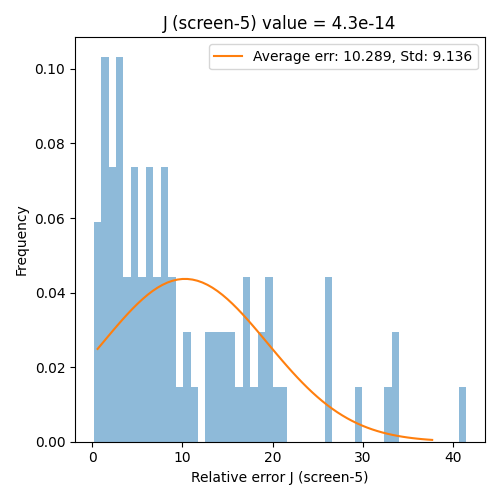 J (screen-5) value = 4.3e-14
Average err: 10.289, Std: 9.136
Frequency
0.10
0.08
0.06
0.04
0.02
0.00
0 10 20 30 40
Relative error J (screen-5)